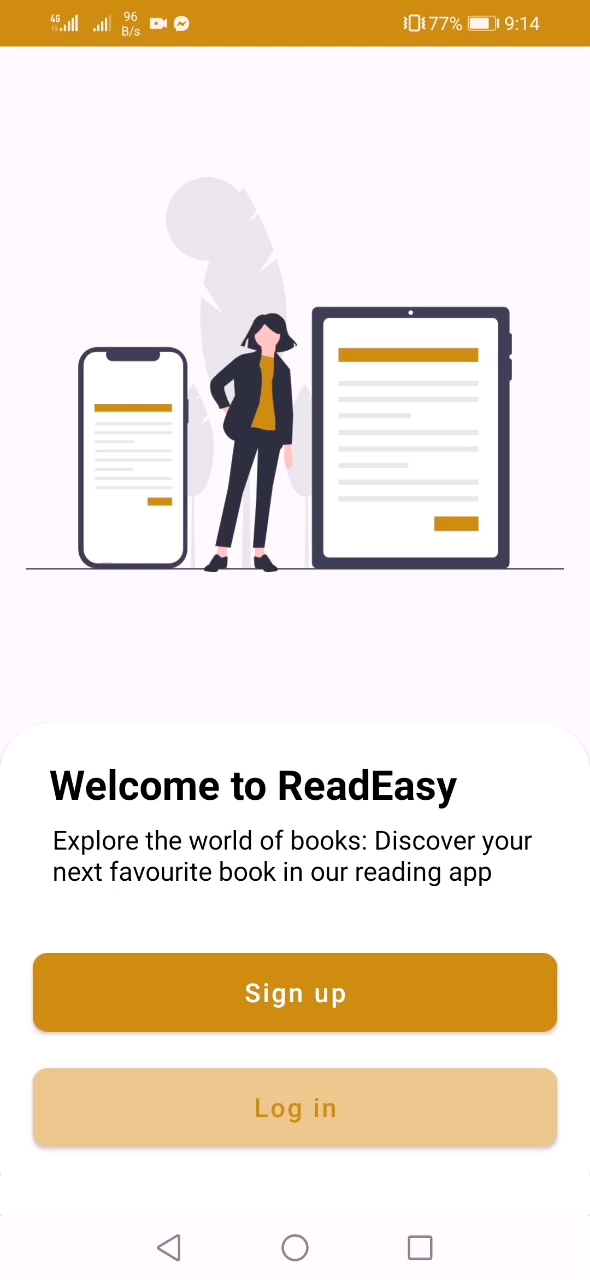 4G 96 B/s 77% 9:14
Welcome to ReadEasy
Explore the world of books: Discover your
next favourite book in our reading app
Sign up
Log in